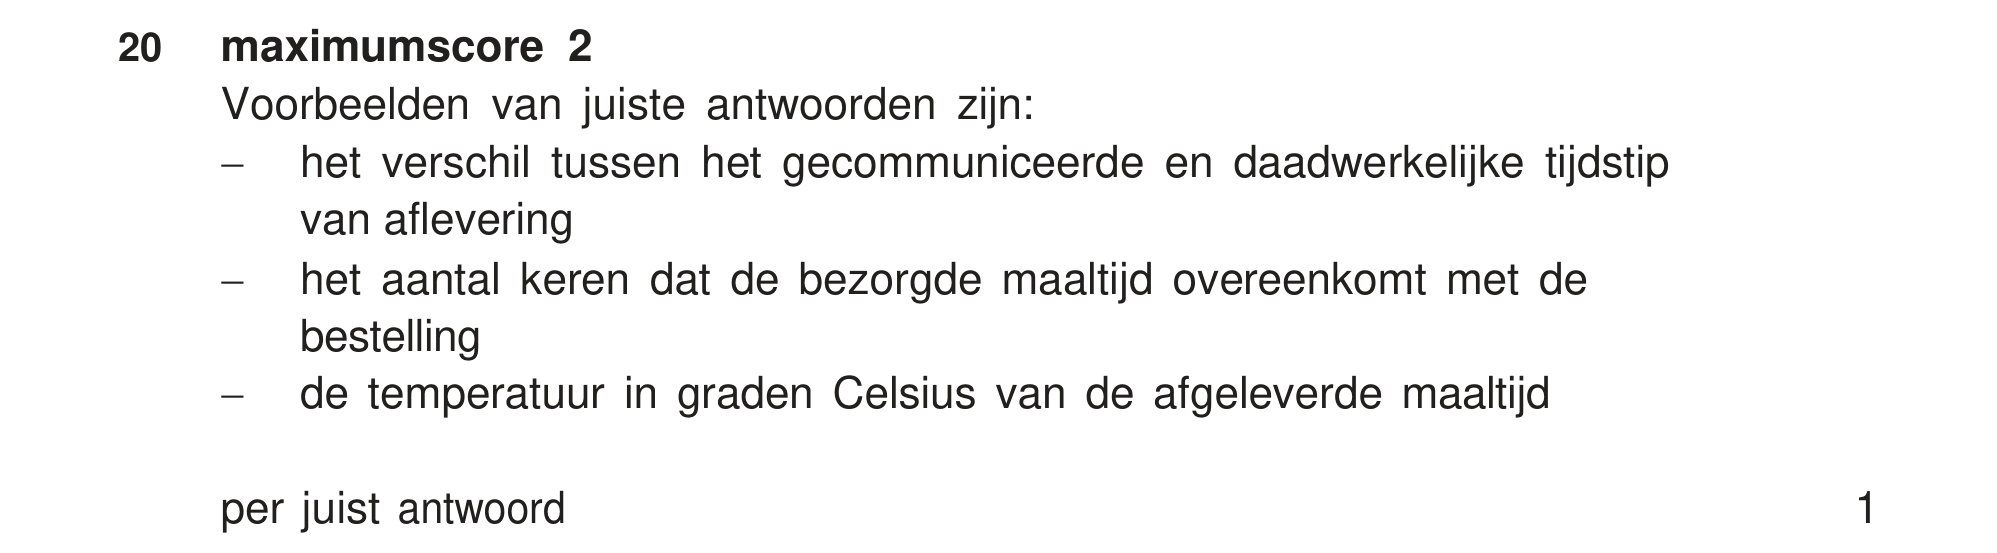 20 maximumscore 2
Voorbeelden van juiste antwoorden zijn:
– het verschil tussen het gecommuniceerde en daadwerkelijke tijdstip
van aflevering
– het aantal keren dat de bezorgde maaltijd overeenkomt met de
bestelling
– de temperatuur in graden Celsius van de afgeleverde maaltijd
per juist antwoord 1